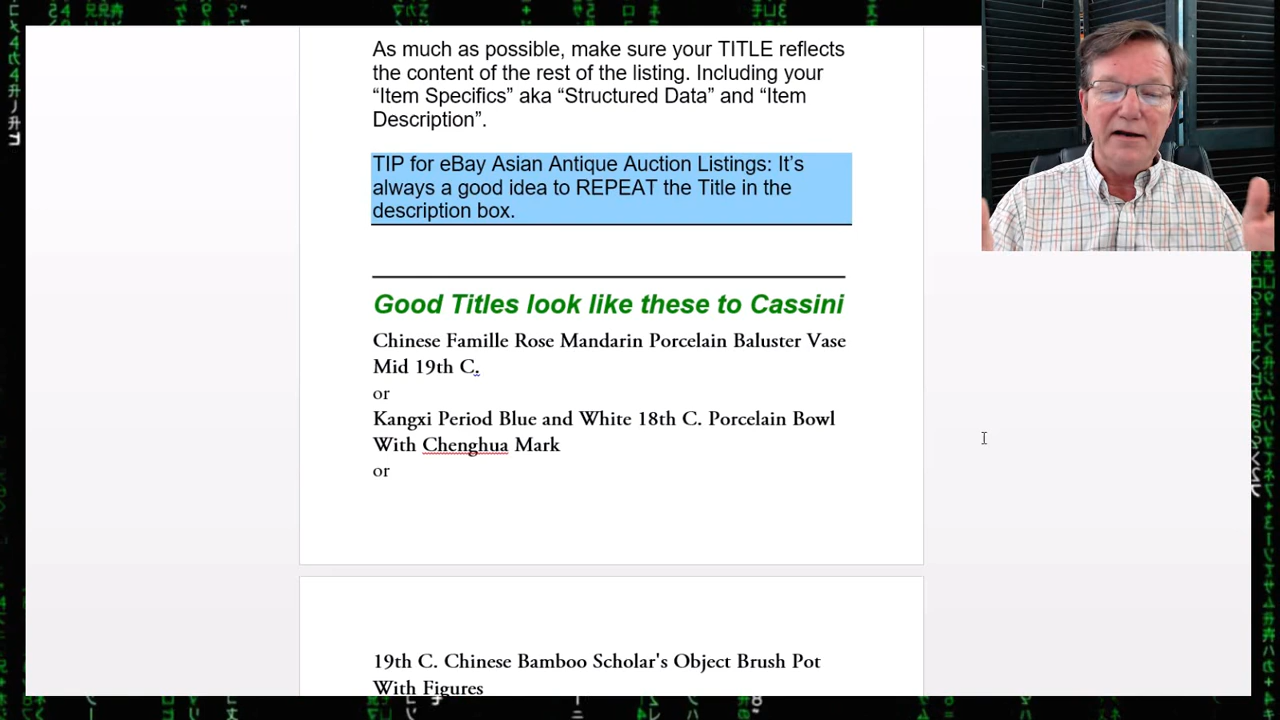 As much as possible, make sure your TITLE reflects
the content of the rest of the listing. Including your
“Item Specifics” aka “Structured Data” and “Item
Description”.
TIP for eBay Asian Antique Auction Listings: It’s
always a good idea to REPEAT the Title in the
description box.
Good Titles look like these to Cassini
Chinese Famille Rose Mandarin Porcelain Baluster Vase
Mid 19th C.
or
Kangxi Period Blue and White 18th C. Porcelain Bowl
With Chenghua Mark
or
19th C. Chinese Bamboo Scholar's Object Brush Pot
With Figures